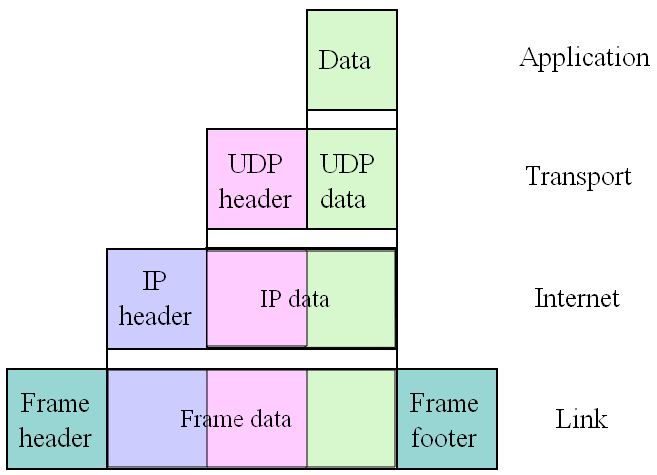 Data
Application
UDP
header
UDP
data
Transport
IP
header
IP data
Internet
Frame
header
Frame data
Frame
footer
Link